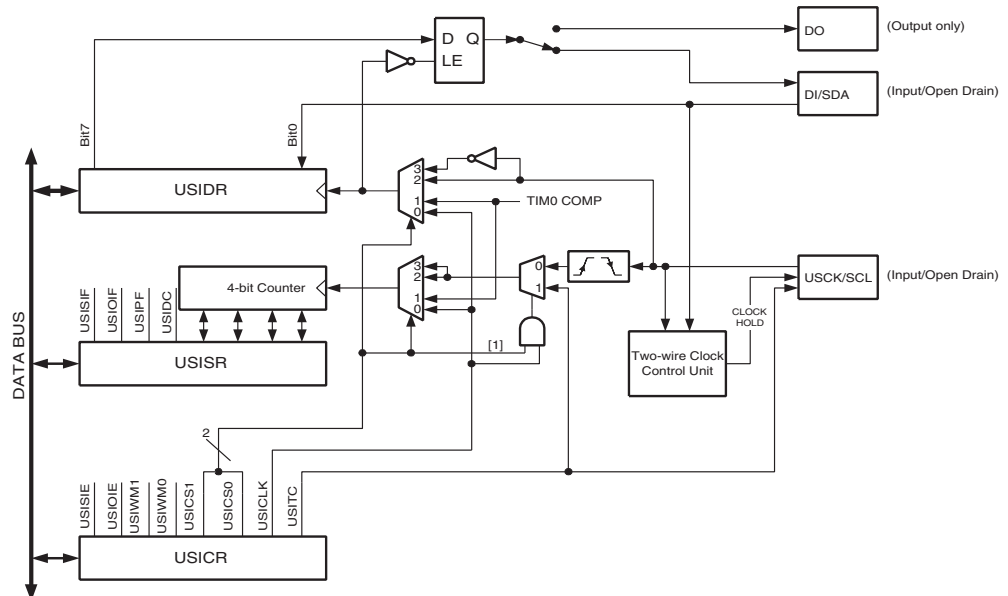 DO
(Output only)
D Q
LE
DI/SDA
(Input/Open Drain)
Bit7
Bit0
USIDR
3
2
1
0
TIM0 COMP
DATA BUS
4-bit Counter
USISIF
USIOIF
USIPF
USIDC
USISR
3
2
1
0
0
1
[1]
USCK/SCL
(Input/Open Drain)
CLOCK
HOLD
Two-wire Clock
Control Unit
2
USISIE
USIOIE
USIWM1
USIWM0
USICS1
USICS0
USICLK
USITC
USICR